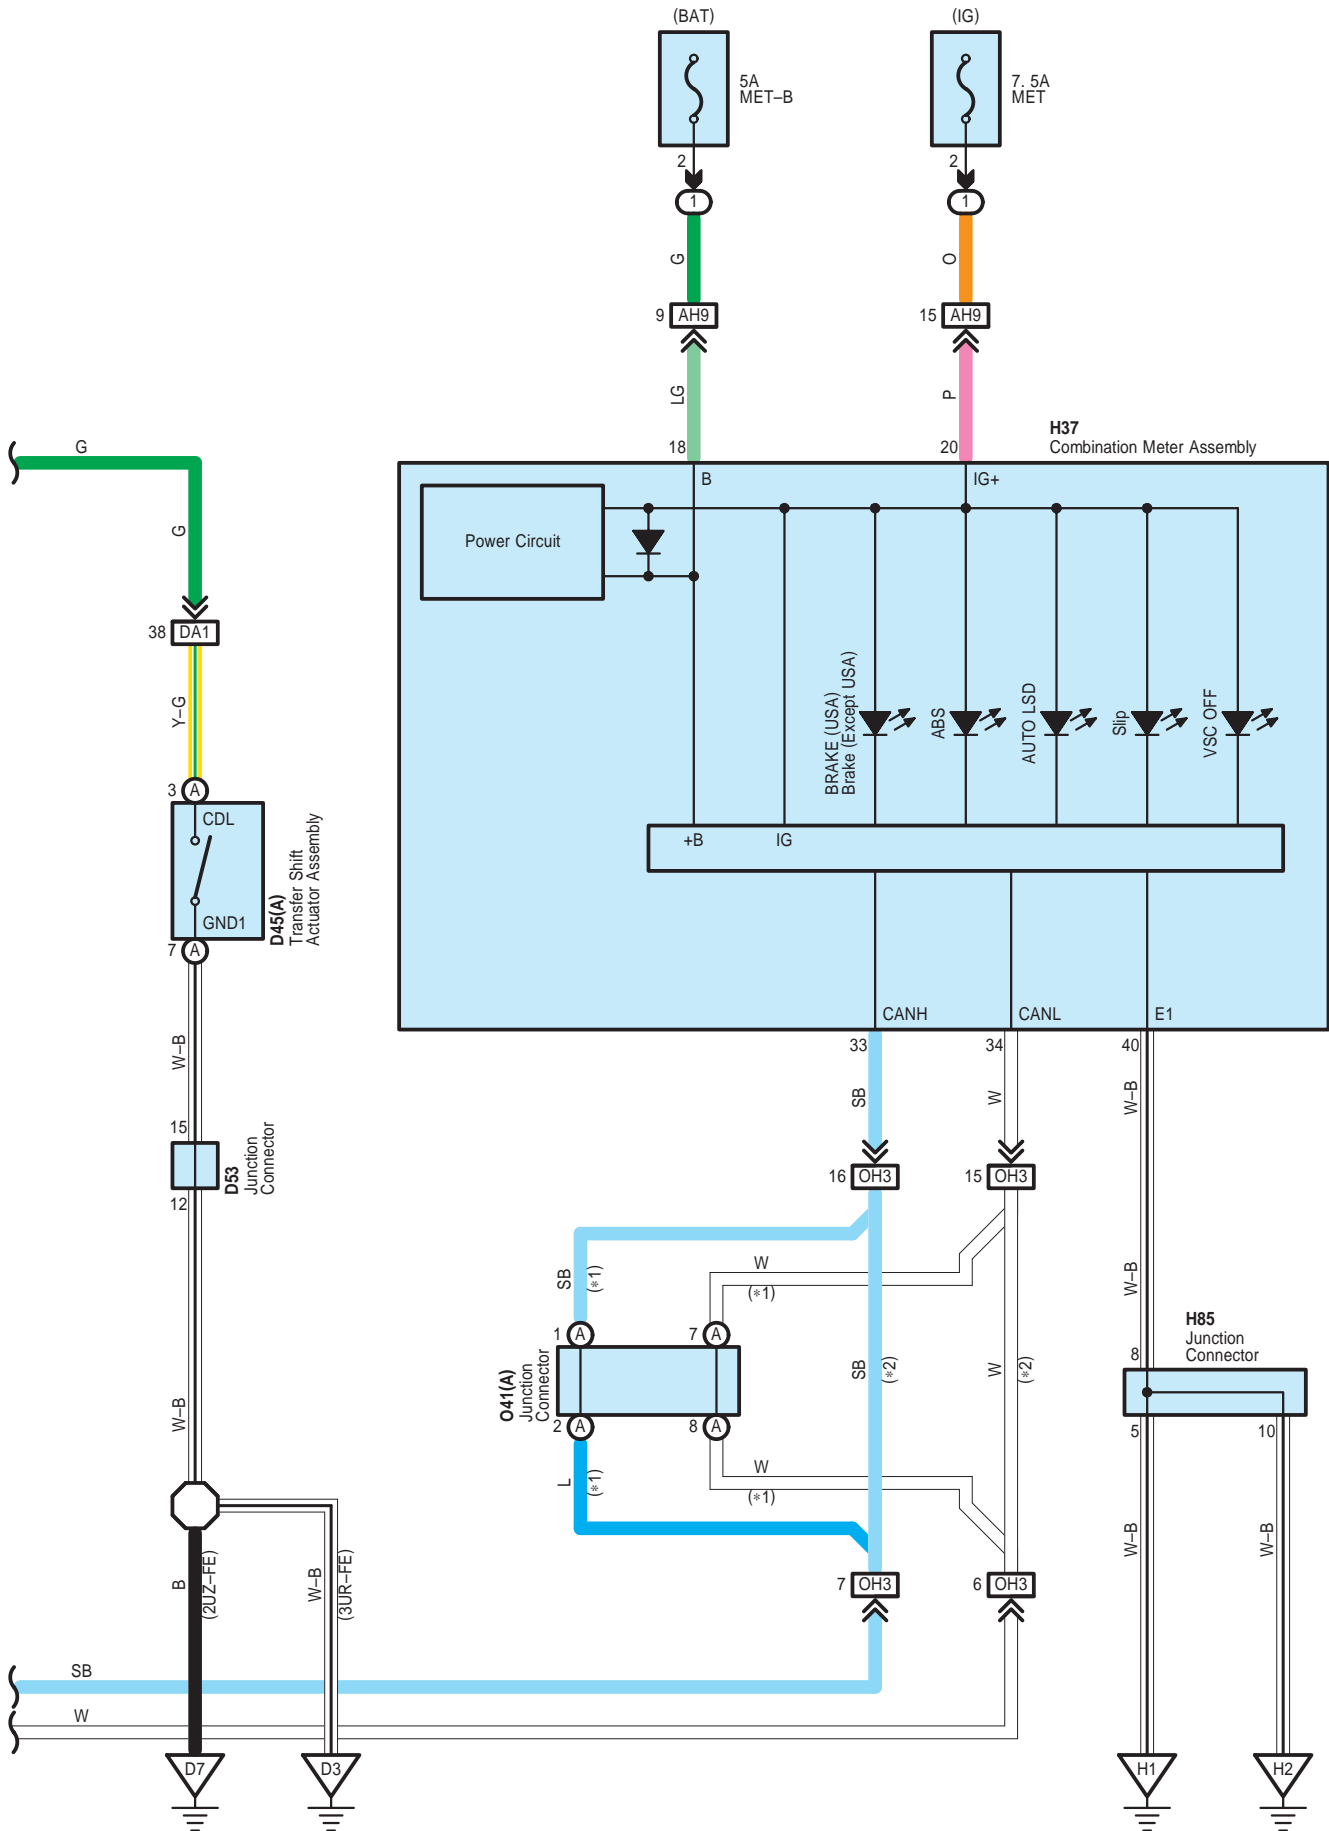 (BAT)
(IG)
5A
MET–B
7. 5A
MET
2
2
1
1
G
O
9 AH9
15 AH9
LG
P
18
20
H37
Combination Meter Assembly
B
IG+
Power Circuit
BRAKE (USA)
Brake (Except USA)
ABS
AUTO LSD
Slip
VSC OFF
+B
IG
CANH
CANL
E1
33
34
40
G
G
38 DA1
Y–G
3 A
CDL
GND1
D45(A)
Transfer Shift
Actuator Assembly
7 A
W–B
15
D53
Junction
Connector
12
W–B
B
(2UZ–FE)
W–B
(3UR–FE)
SB
W
W–B
16 OH3
15 OH3
SB
(*1)
W
(*1)
1 A
7 A
O41(A)
Junction
Connector
2 A
8 A
SB
(*2)
W
(*2)
L
(*1)
W
(*1)
7 OH3
6 OH3
W–B
H85
Junction
Connector
8
5
10
W–B
W–B
SB
W
D7
D3
H1
H2